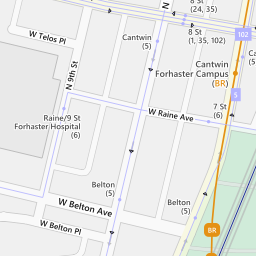 8 St
(24, 35)
N
W Telos Pl
Cantwin
(5)
8 St
(1, 35, 102)
102
N 9th St
Cantwin
Forhaster Campus
(BR)
5
W Raine Ave
7 St
(6)
Raine/9 St
Forhaster Hospital
(6)
Belton
(5)
W Belton Ave
Belton
(5)
W Belton Pl
BR